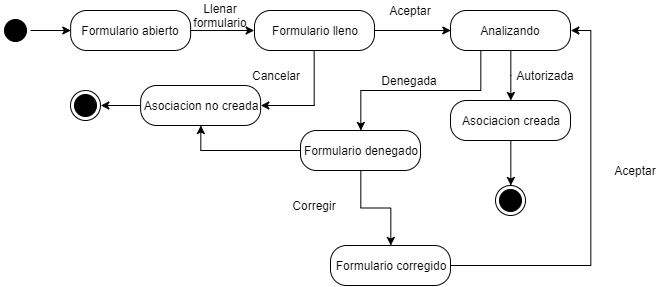 Llenar
formulario
Aceptar
Formulario abierto
Formulario lleno
Analizando
Cancelar
Denegada
Autorizada
Asociacion no creada
Asociacion creada
Formulario denegado
Aceptar
Corregir
Formulario corregido